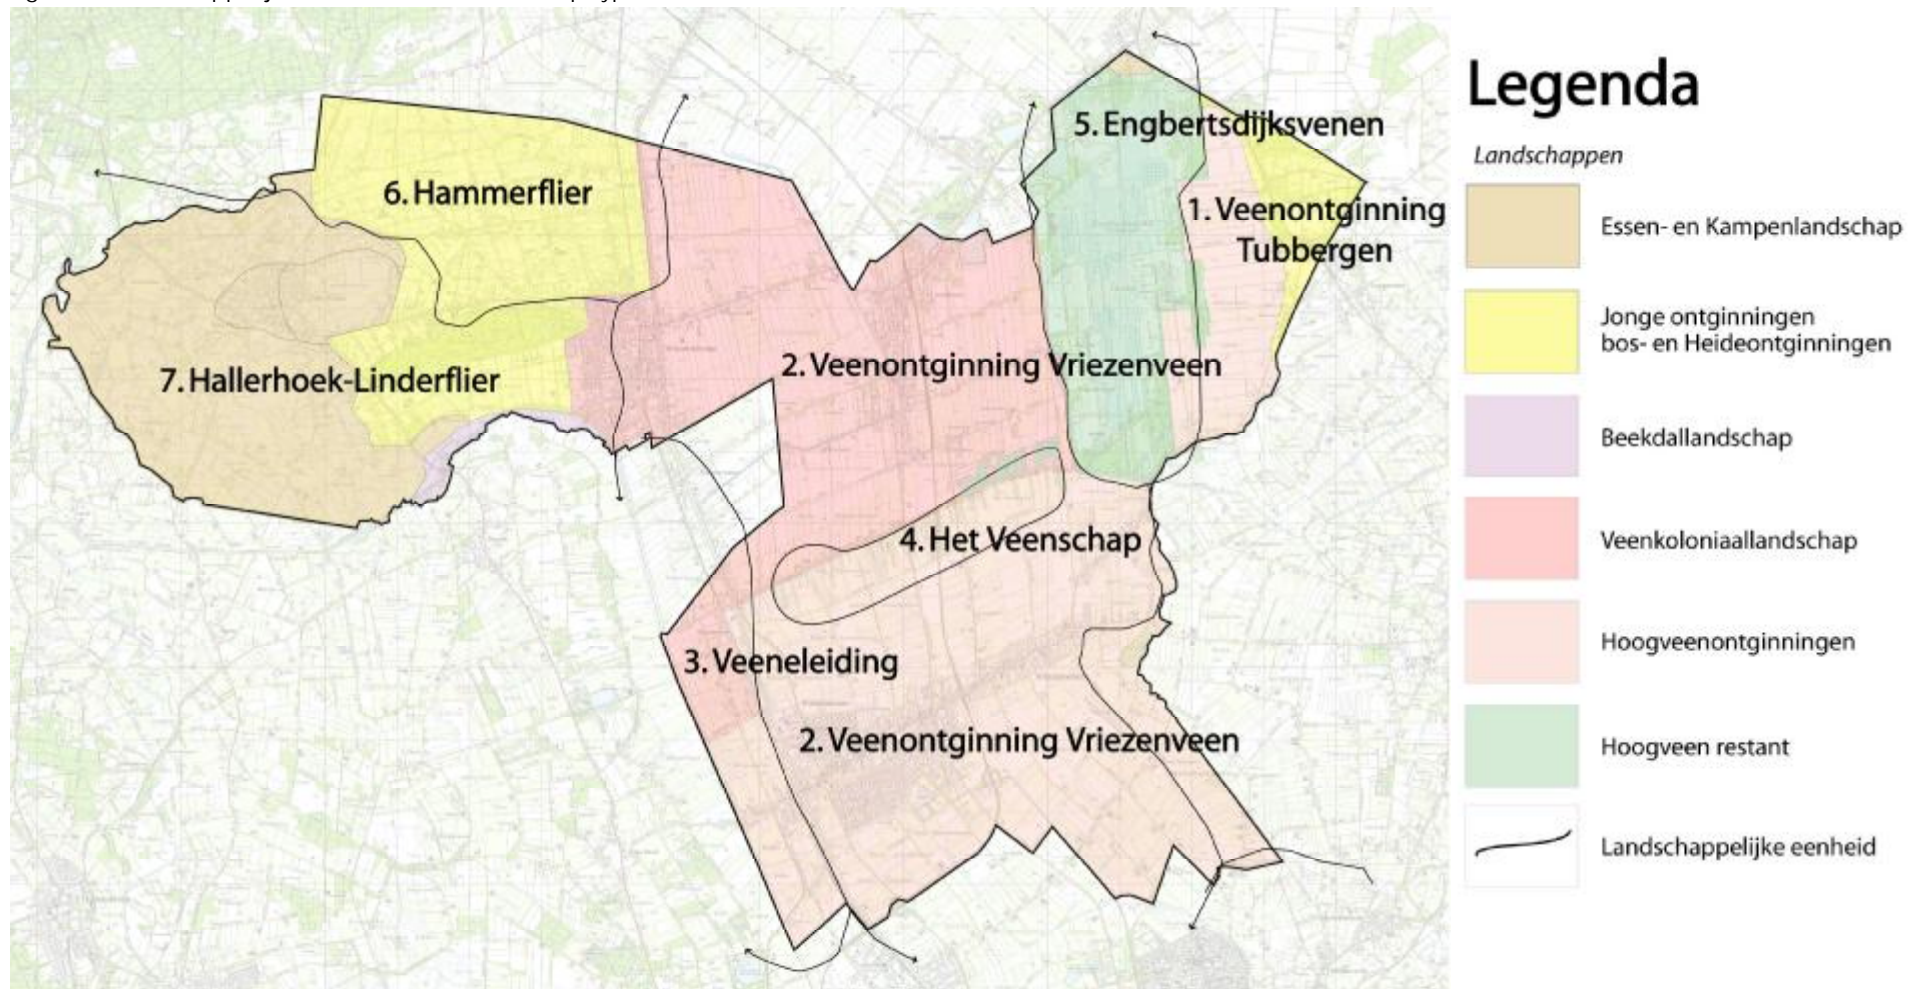 6. Hammerflier
5. Engbertsdijksvenen
1. Veenontginning
Tubbergen
7. Hallerhoek-Linderflier
2. Veenontginning Vriezenveen
4. Het Veenschap
3. Veeneleiding
2. Veenontginning Vriezenveen
Legenda
Landschappen
Essen- en Kampenlandschap
Jonge ontginningen
bos- en Heideontginningen
Beekdallandschap
Veenkoloniaallandschap
Hoogveenontginningen
Hoogveen restant
Landschappelijke eenheid